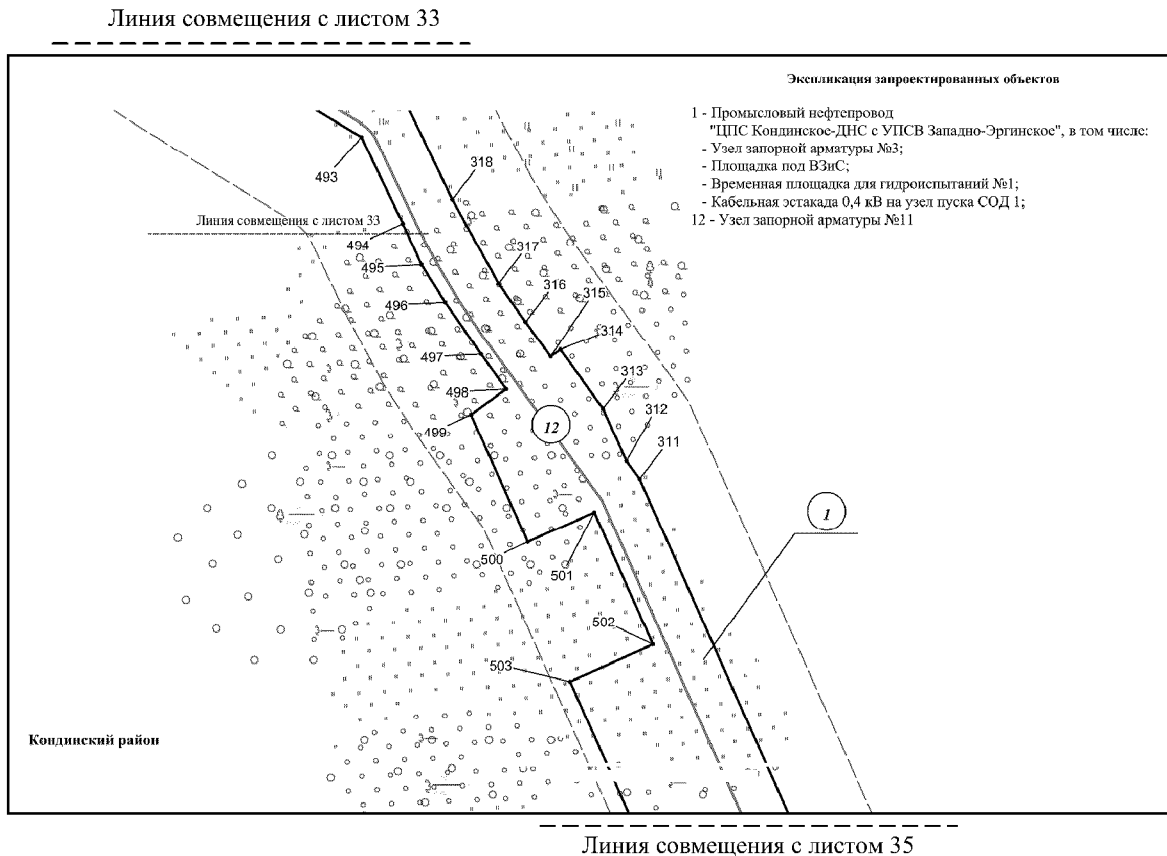 Линия совмещения с листом 33
Экспликация запроектированных объектов
1 - Промысловый нефтепровод
"ЦПС Кондинское-ДНС с УПСВ Западно-Эргинское", в том числе:
- Узел запорной арматуры №3;
- Площадка под ВЗиС;
- Временная площадка для гидроиспытаний №1;
- Кабельная эстакада 0,4 кВ на узел пуска СОД 1;
12 - Узел запорной арматуры №11
318
493
Линия совмещения с листом 33
494
317
495
496
316
315
314
497
498
313
499
12
312
311
1
500
501
502
503
Кондинский район
Линия совмещения с листом 35